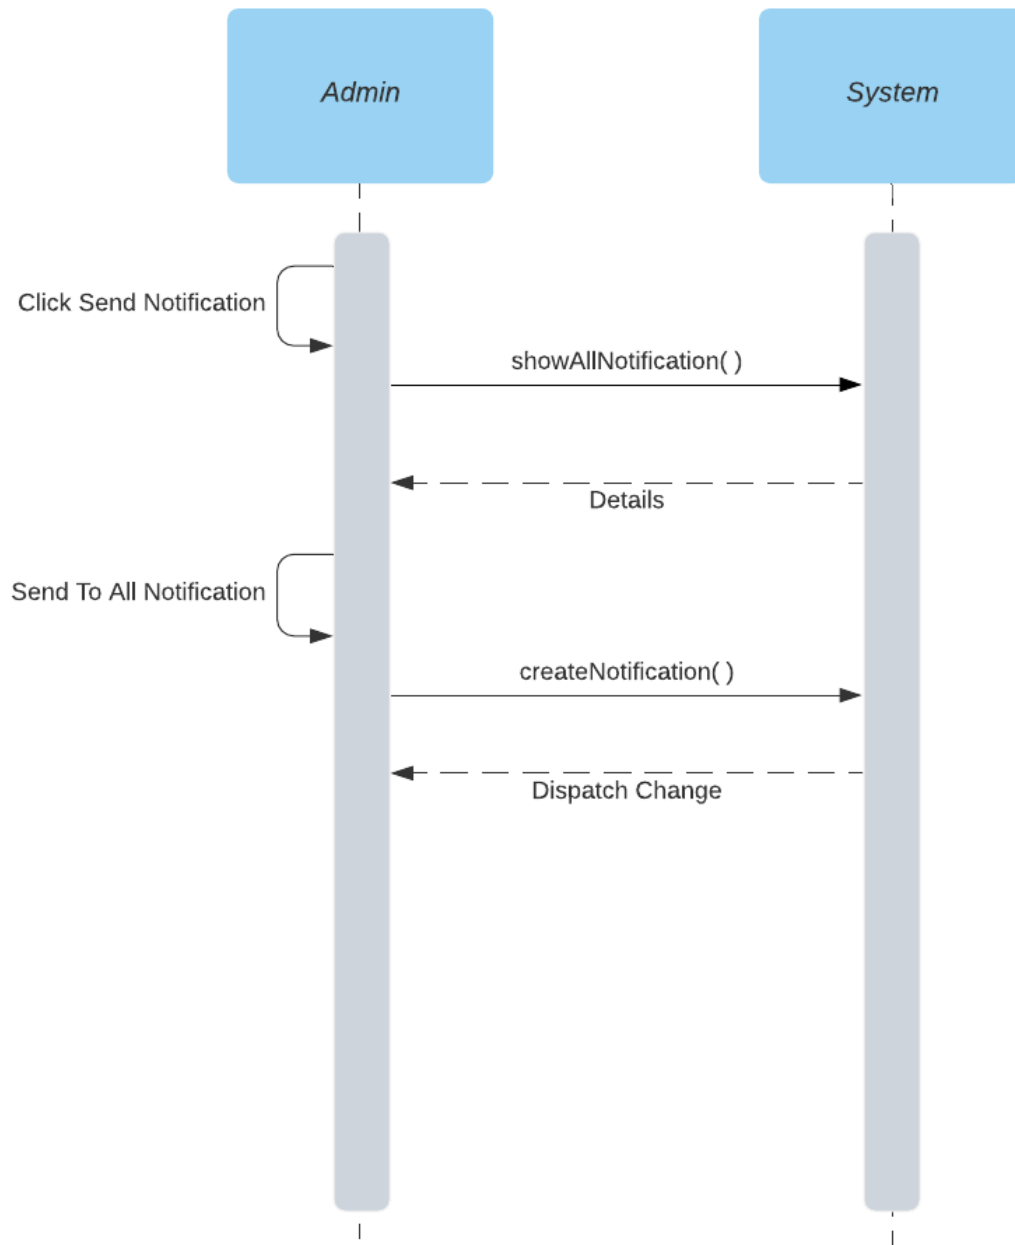 Admin
System
Click Send Notification
showAllNotification( )
Details
Send To All Notification
createNotification( )
Dispatch Change